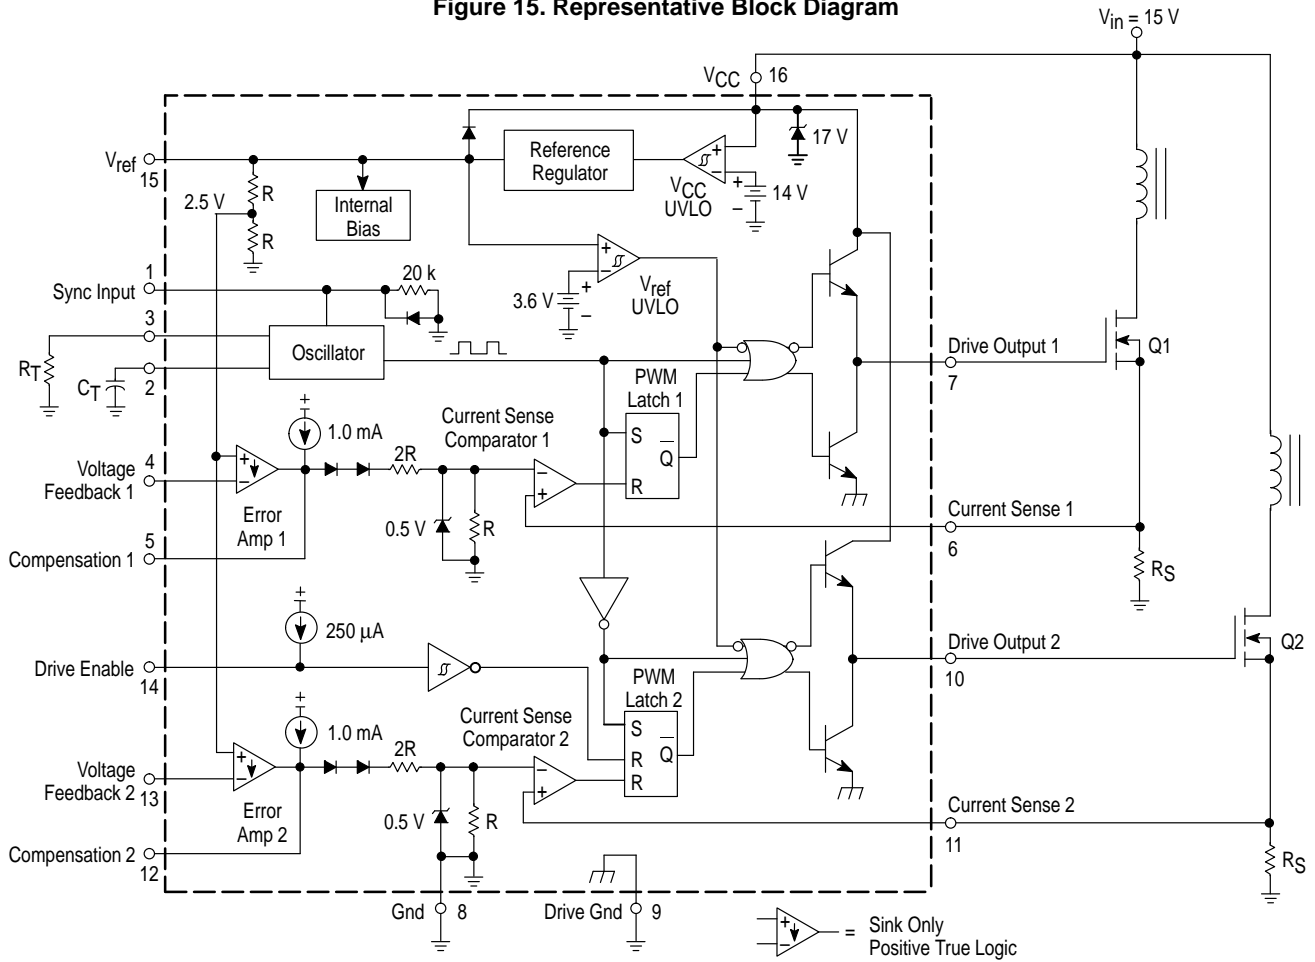 Figure 15. Representative Block Diagram
Vin = 15 V
VCC 16
Vref
15
2.5 V
R
R
Internal
Bias
Reference
Regulator
+
–
VCC
UVLO
+
–
14 V
17 V
1
Sync Input
20 k
3.6 V
+
–
+
–
Vref
UVLO
3
RT
CT
2
Oscillator
PWM
Latch 1
S
R
Q
Drive Output 1
7
Q1
+
1.0 mA
4
Voltage
Feedback 1
+
–
Error
Amp 1
2R
Current Sense
Comparator 1
–
+
0.5 V
R
5
Compensation 1
Current Sense 1
6
RS
+
250 µA
Drive Enable
14
PWM
Latch 2
S
R
R
Q
Drive Output 2
10
Q2
+
1.0 mA
Voltage
Feedback 2
13
+
–
Error
Amp 2
2R
Current Sense
Comparator 2
–
+
0.5 V
R
Compensation 2
12
Current Sense 2
11
RS
Gnd 8
Drive Gnd 9
+
–
= Sink Only
Positive True Logic